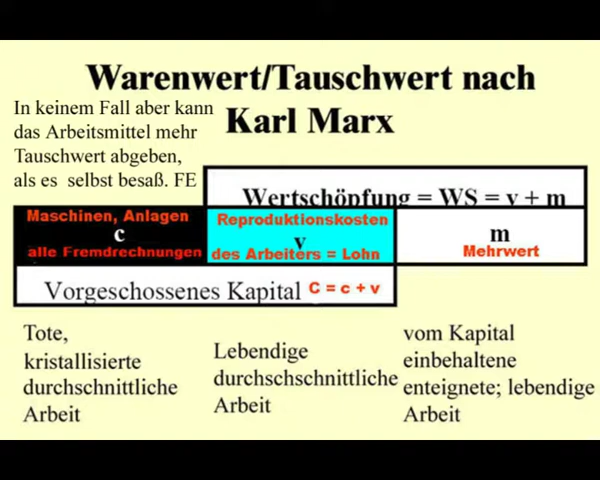 Warenwert/Tauschwert nach
Karl Marx
In keinem Fall aber kann
das Arbeitsmittel mehr
Tauschwert abgeben,
als es selbst besaß. FE
Wertschöpfung = WS = v + m
Maschinen, Anlagen
c
alle Fremdrechnungen
Reproduktionskosten
v
des Arbeiters = Lohn
m
Mehrwert
Vorgeschossenes Kapital C = c + v
Tote,
kristallisierte
durchschnittliche
Arbeit
Lebendige
durchschschnittliche
Arbeit
vom Kapital
einbehaltene
enteignete; lebendige
Arbeit